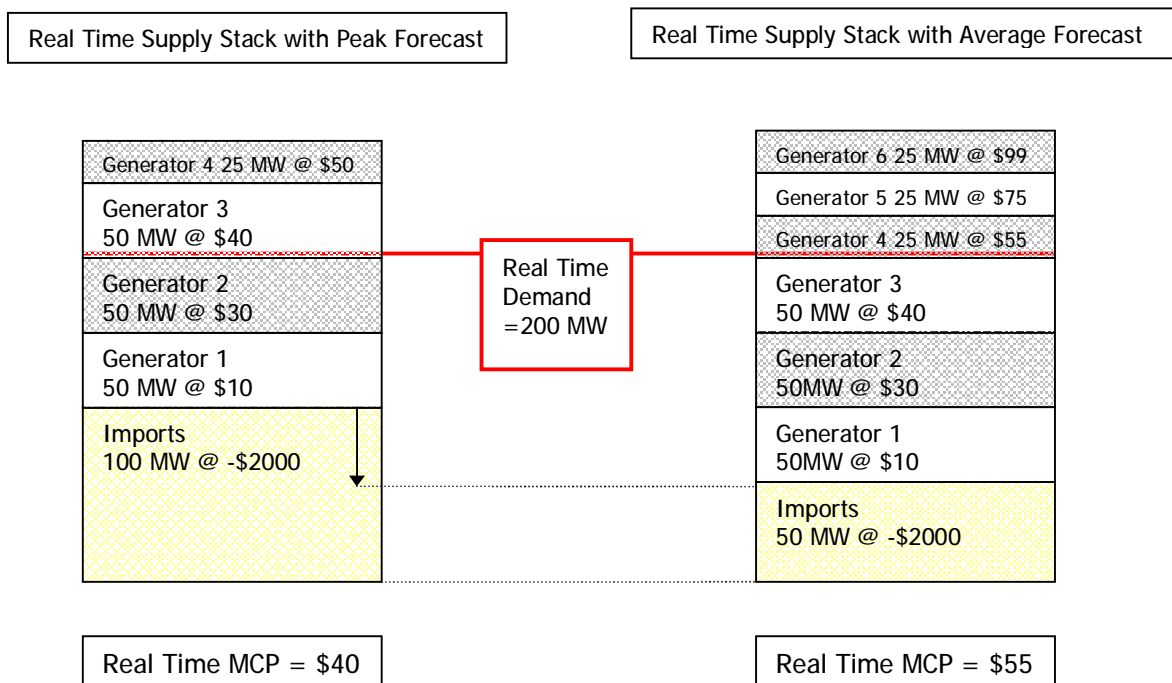 Real Time Supply Stack with Peak Forecast
Real Time Supply Stack with Average Forecast
Generator 4 25 MW @ $50
Generator 3
50 MW @ $40
Generator 2
50 MW @ $30
Generator 1
50 MW @ $10
Imports
100 MW @ -$2000
Real Time
Demand
=200 MW
Generator 6 25 MW @ $99
Generator 5 25 MW @ $75
Generator 4 25 MW @ $55
Generator 3
50 MW @ $40
Generator 2
50MW @ $30
Generator 1
50MW @ $10
Imports
50 MW @ -$2000
Real Time MCP = $40
Real Time MCP = $55